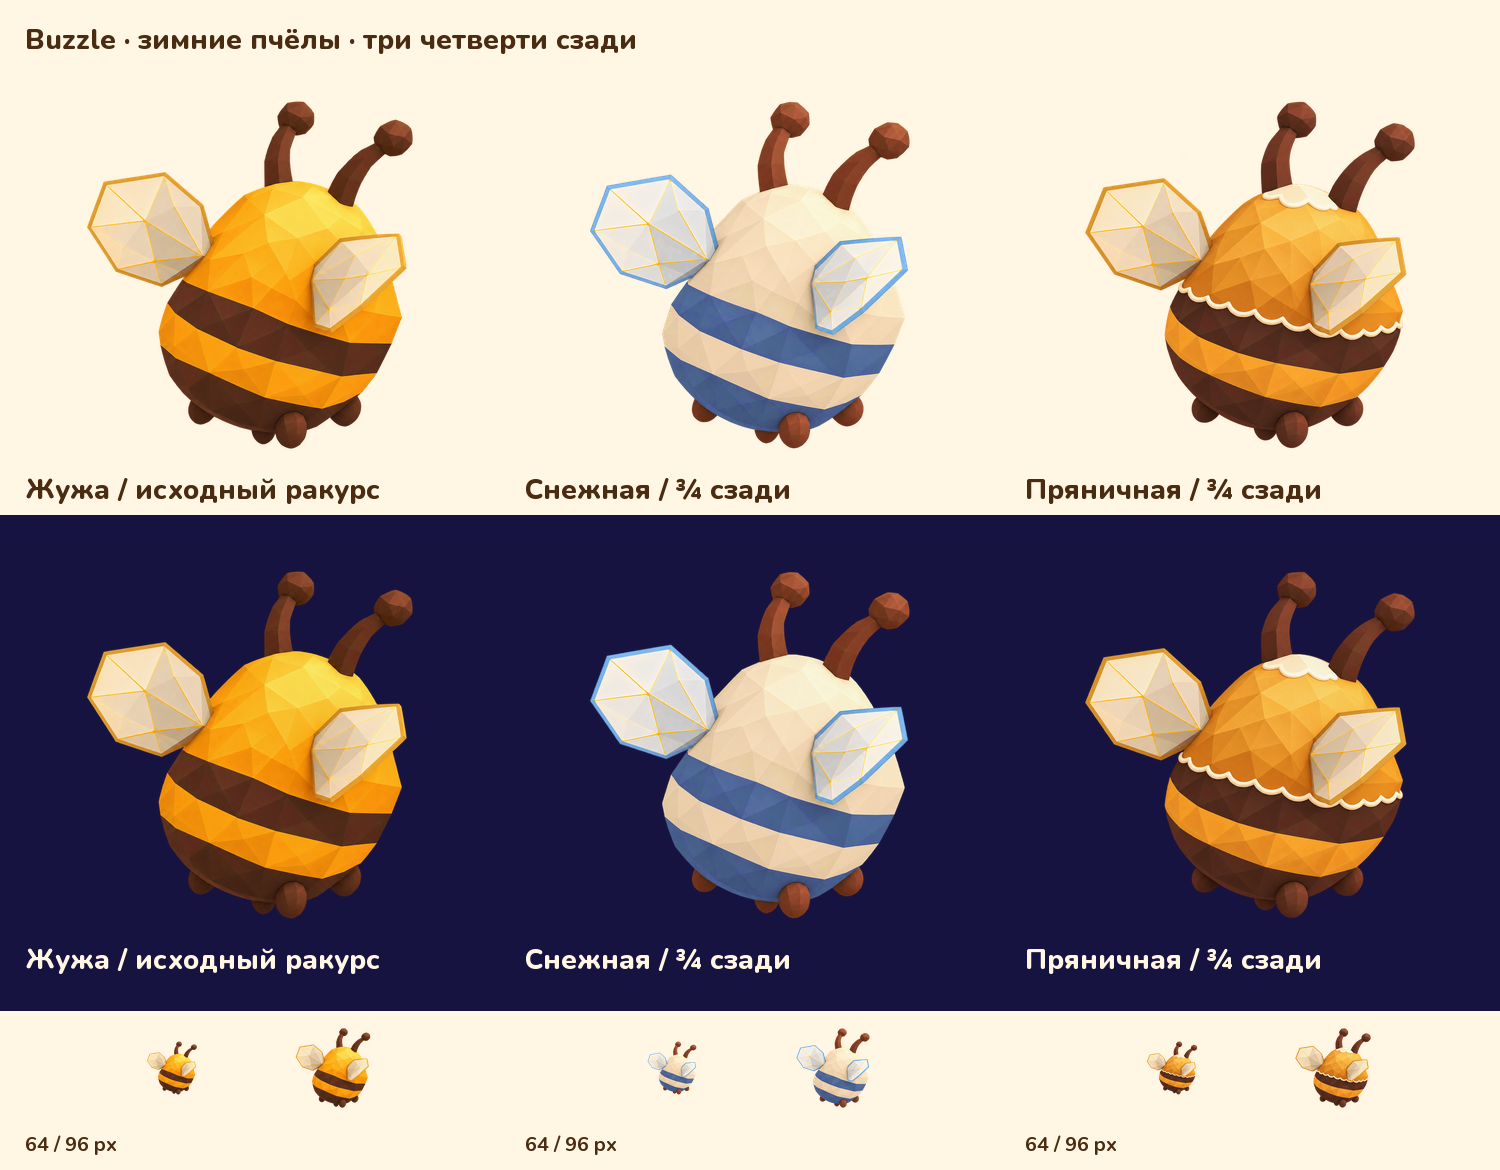 Buzzle · зимние пчёлы · три четверти сзади
Жужа / исходный ракурс
Снежная / ¾ сзади
Пряничная / ¾ сзади
Жужа / исходный ракурс
Снежная / ¾ сзади
Пряничная / ¾ сзади
64 / 96 px
64 / 96 px
64 / 96 px